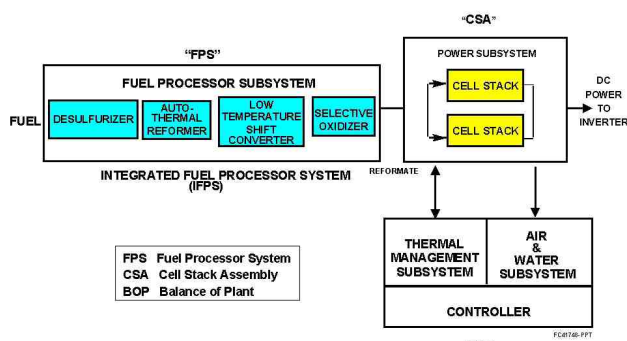 "CSA"
"FPS"
POWER SUBSYSTEM
FUEL PROCESSOR SUBSYSTEM
FUEL
DESULFURIZER
AUTO-
THERMAL
REFORMER
LOW
TEMPERATURE
SHIFT
CONVERTER
SELECTIVE
OXIDIZER
CELL STACK
CELL STACK
DC
POWER
TO
INVERTER
INTEGRATED FUEL PROCESSOR SYSTEM
(IFPS)
REFORMATE
THERMAL
MANAGEMENT
SUBSYSTEM
AIR
&
WATER
SUBSYSTEM
CONTROLLER
FPS Fuel Processor System
CSA Cell Stack Assembly
BOP Balance of Plant
FC41746-PPT